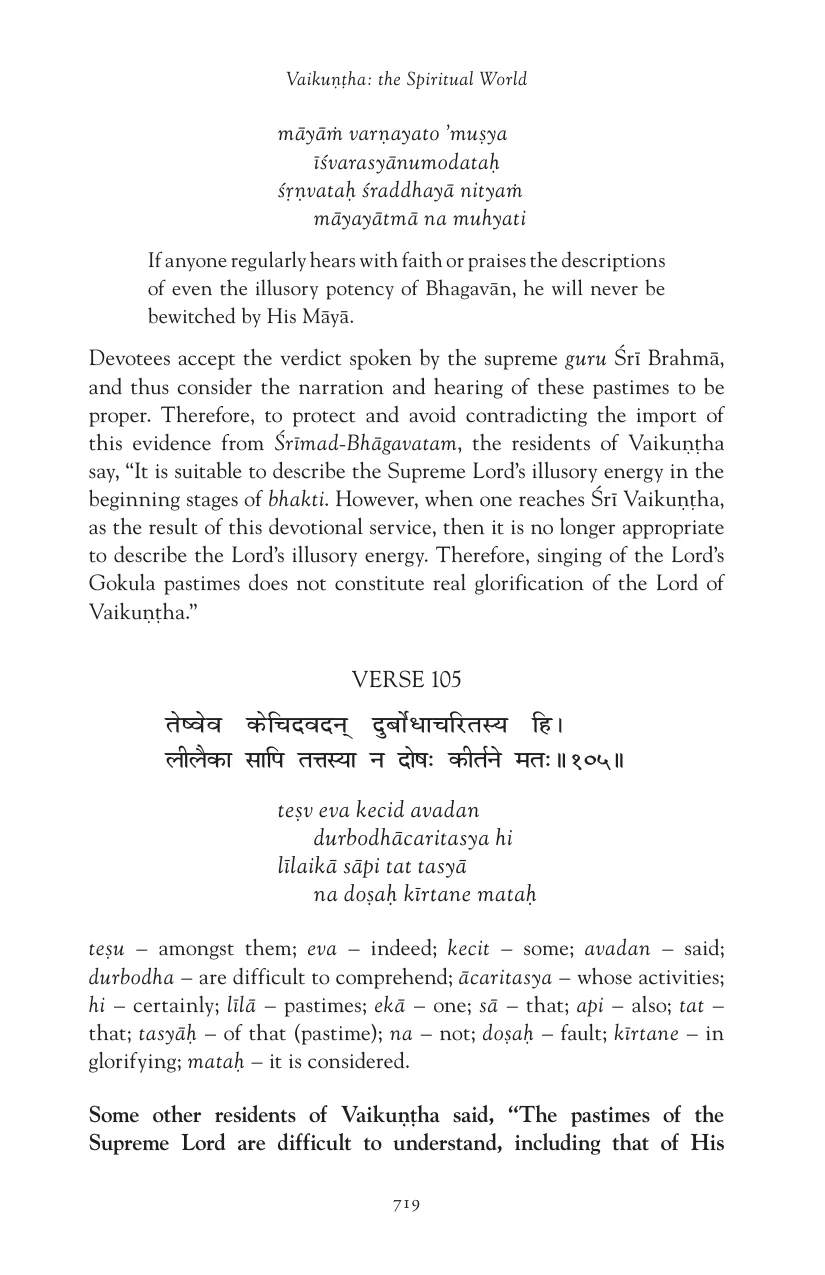 Vaikuṇṭha: the Spiritual World
māyāṁ varṇayato ’muṣya
īśvarasyānumodataḥ
śṛṇvataḥ śraddhayā nityaṁ
māyayātmā na muhyati
If anyone regularly hears with faith or praises the descriptions
of even the illusory potency of Bhagavān, he will never be
bewitched by His Māyā.
Devotees accept the verdict spoken by the supreme guru Śrī Brahmā,
and thus consider the narration and hearing of these pastimes to be
proper. Therefore, to protect and avoid contradicting the import of
this evidence from Śrīmad-Bhāgavatam, the residents of Vaikuṇṭha
say, “It is suitable to describe the Supreme Lord’s illusory energy in the
beginning stages of bhakti. However, when one reaches Śrī Vaikuṇṭha,
as the result of this devotional service, then it is no longer appropriate
to describe the Lord’s illusory energy. Therefore, singing of the Lord’s
Gokula pastimes does not constitute real glorification of the Lord of
Vaikuṇṭha.”
VERSE 105
तेष्वेव केचिदवदन् दुर्बोधाचरितस्य हि।
लीलैका सापि तत्तस्या न दोषः कीर्तने मतः॥१०५॥
teṣv eva kecid avadan
durbodhācaritasya hi
līlaikā sāpi tat tasyā
na doṣaḥ kīrtane mataḥ
teṣu – amongst them; eva – indeed; kecit – some; avadan – said;
durbodha – are difficult to comprehend; ācaritasya – whose activities;
hi – certainly; līlā – pastimes; ekā – one; sā – that; api – also; tat –
that; tasyāḥ – of that (pastime); na – not; doṣaḥ – fault; kīrtane – in
glorifying; mataḥ – it is considered.
Some other residents of Vaikuṇṭha said, “The pastimes of the
Supreme Lord are difficult to understand, including that of His
719